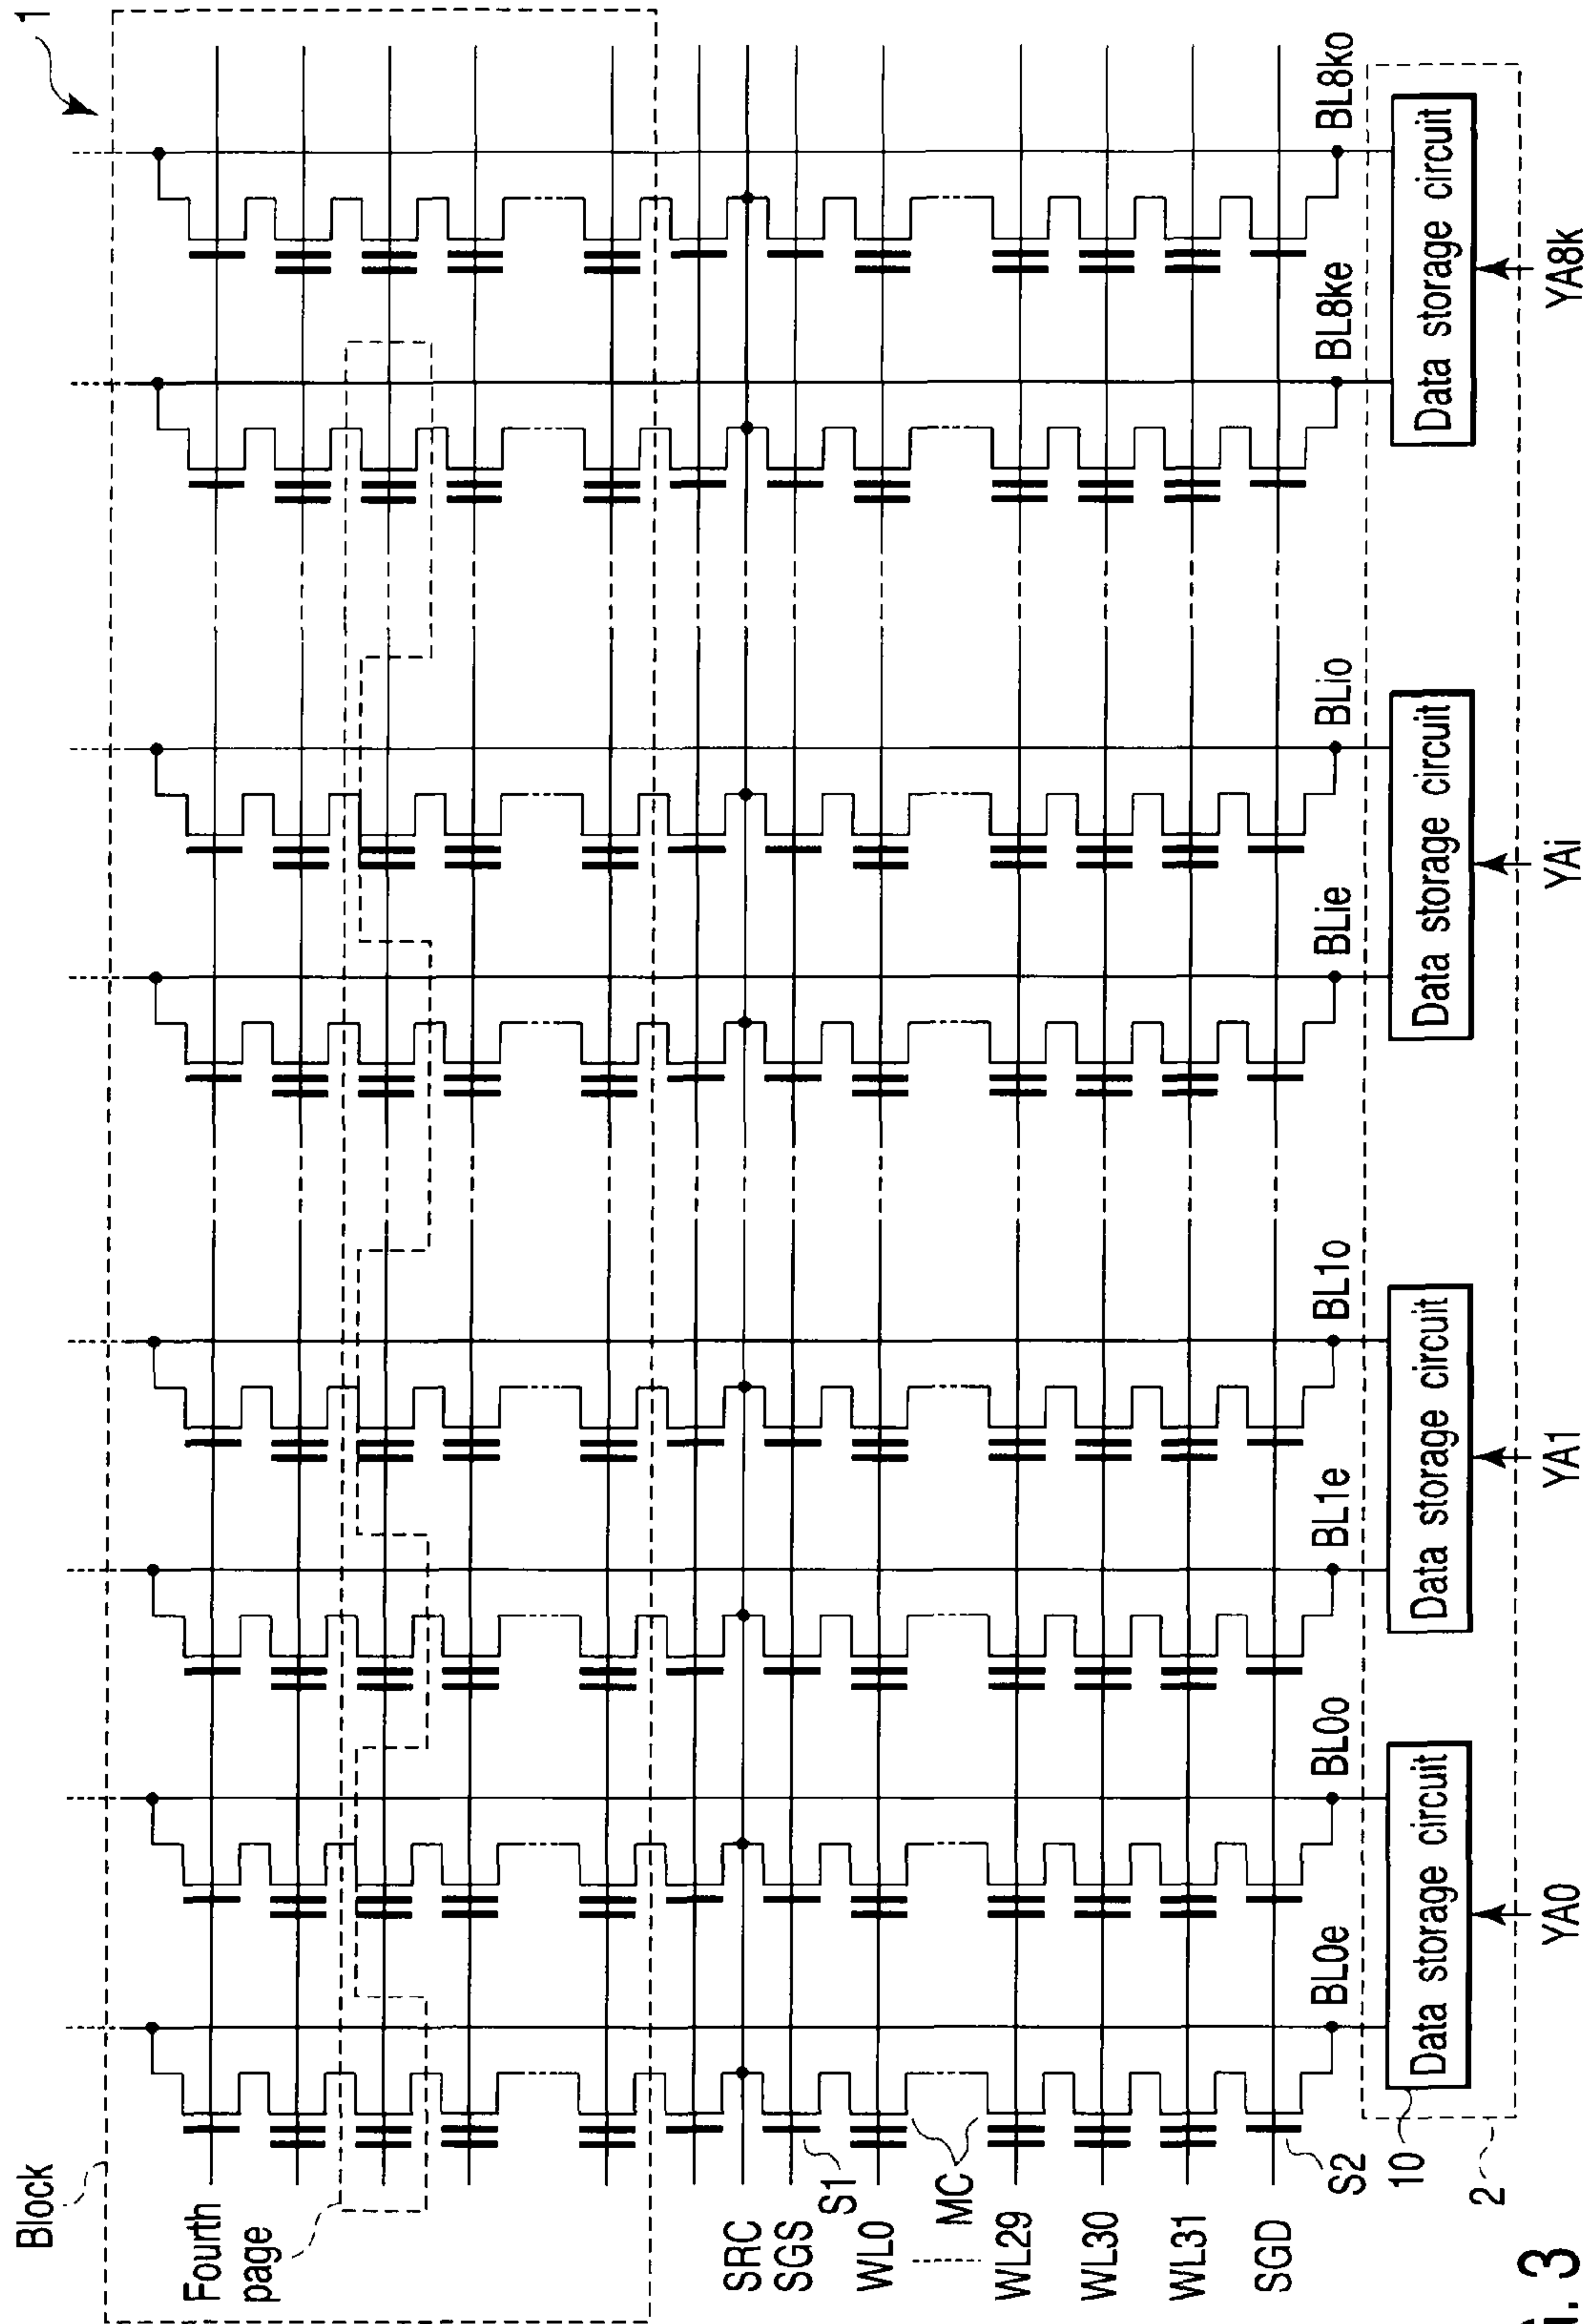 1
Block
Fourth
page
SRC
SGS
S1
WL0
MC
WL29
WL30
WL31
SGD
S2
BL0e
BL0o
BL1e
BL1o
BLie
BLio
BL8ke
BL8ko
Data storage circuit
Data storage circuit
Data storage circuit
Data storage circuit
10
2
YA0
YA1
YAi
YA8k
3